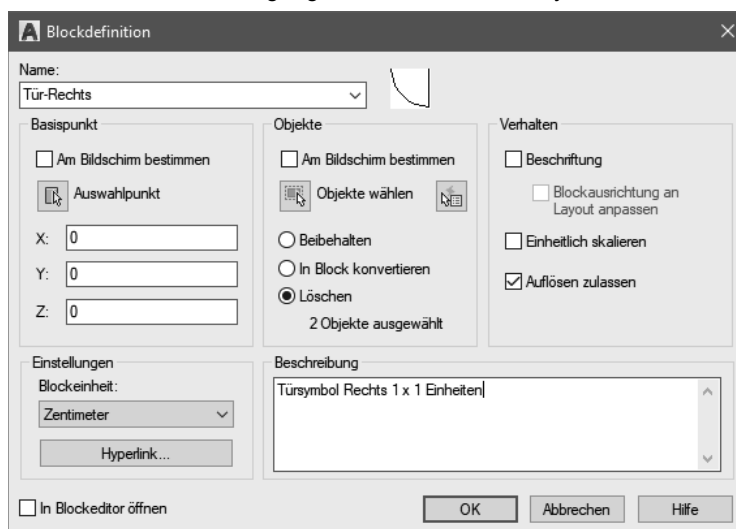 Blockdefinition
Name:
Tür-Rechts
Basispunkt
Am Bildschirm bestimmen
Auswahlpunkt
X: 0
Y: 0
Z: 0
Objekte
Am Bildschirm bestimmen
Objekte wählen
Beibehalten
In Block konvertieren
Löschen
2 Objekte ausgewählt
Verhalten
Beschriftung
Blockausrichtung an
Layout anpassen
Einheitlich skalieren
Auflösen zulassen
Einstellungen
Blockeinheit:
Zentimeter
Hyperlink...
Beschreibung
Türsymbol Rechts 1 x 1 Einheiten
In Blockeditor öffnen
OK
Abbrechen
Hilfe